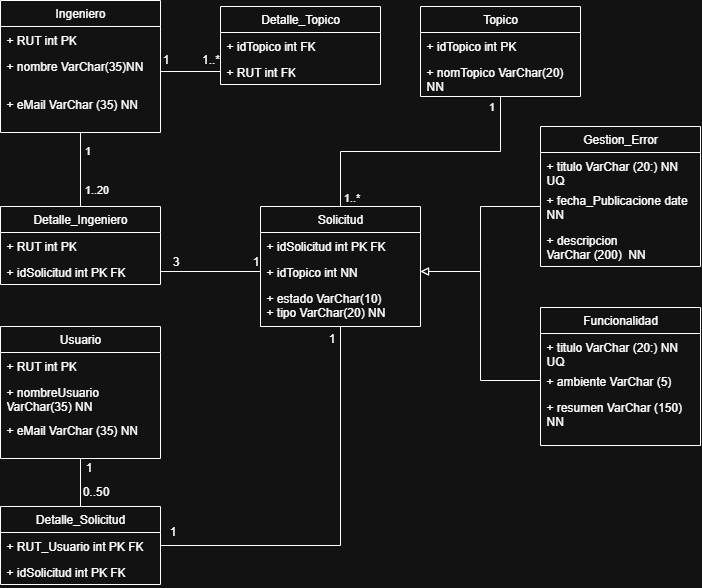 Ingeniero
+ RUT int PK
+ nombre VarChar(35)NN
+ eMail VarChar (35) NN
1
1..*
Detalle_Topico
+ idTopico int FK
+ RUT int FK
Topico
+ idTopico int PK
+ nomTopico VarChar(20)
NN
1
1..*
1
1..20
Detalle_Ingeniero
+ RUT int PK
+ idSolicitud int PK FK
3
1
Solicitud
+ idSolicitud int PK FK
+ idTopico int NN
+ estado VarChar(10)
+ tipo VarChar(20) NN
1
Gestion_Error
+ titulo VarChar (20:) NN
UQ
+ fecha_Publicacione date
NN
+ descripcion
VarChar (200)  NN
Funcionalidad
+ titulo VarChar (20:) NN
UQ
+ ambiente VarChar (5)
+ resumen VarChar (150)
NN
Usuario
+ RUT int PK
+ nombreUsuario
VarChar(35) NN
+ eMail VarChar (35) NN
1
0..50
Detalle_Solicitud
+ RUT_Usuario int PK FK
+ idSolicitud int PK FK
1